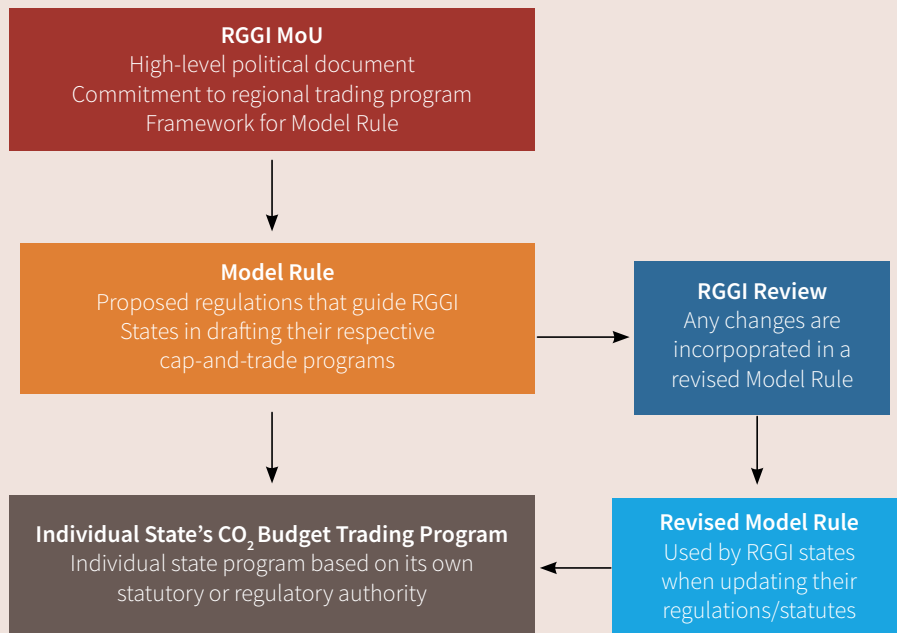 RGGI MoU
High-level political document
Commitment to regional trading program
Framework for Model Rule
Model Rule
Proposed regulations that guide RGGI
States in drafting their respective
cap-and-trade programs
RGGI Review
Any changes are
incorpoprated in a
revised Model Rule
Individual State's CO₂ Budget Trading Program
Individual state program based on its own
statutory or regulatory authority
Revised Model Rule
Used by RGGI states
when updating their
regulations/statutes